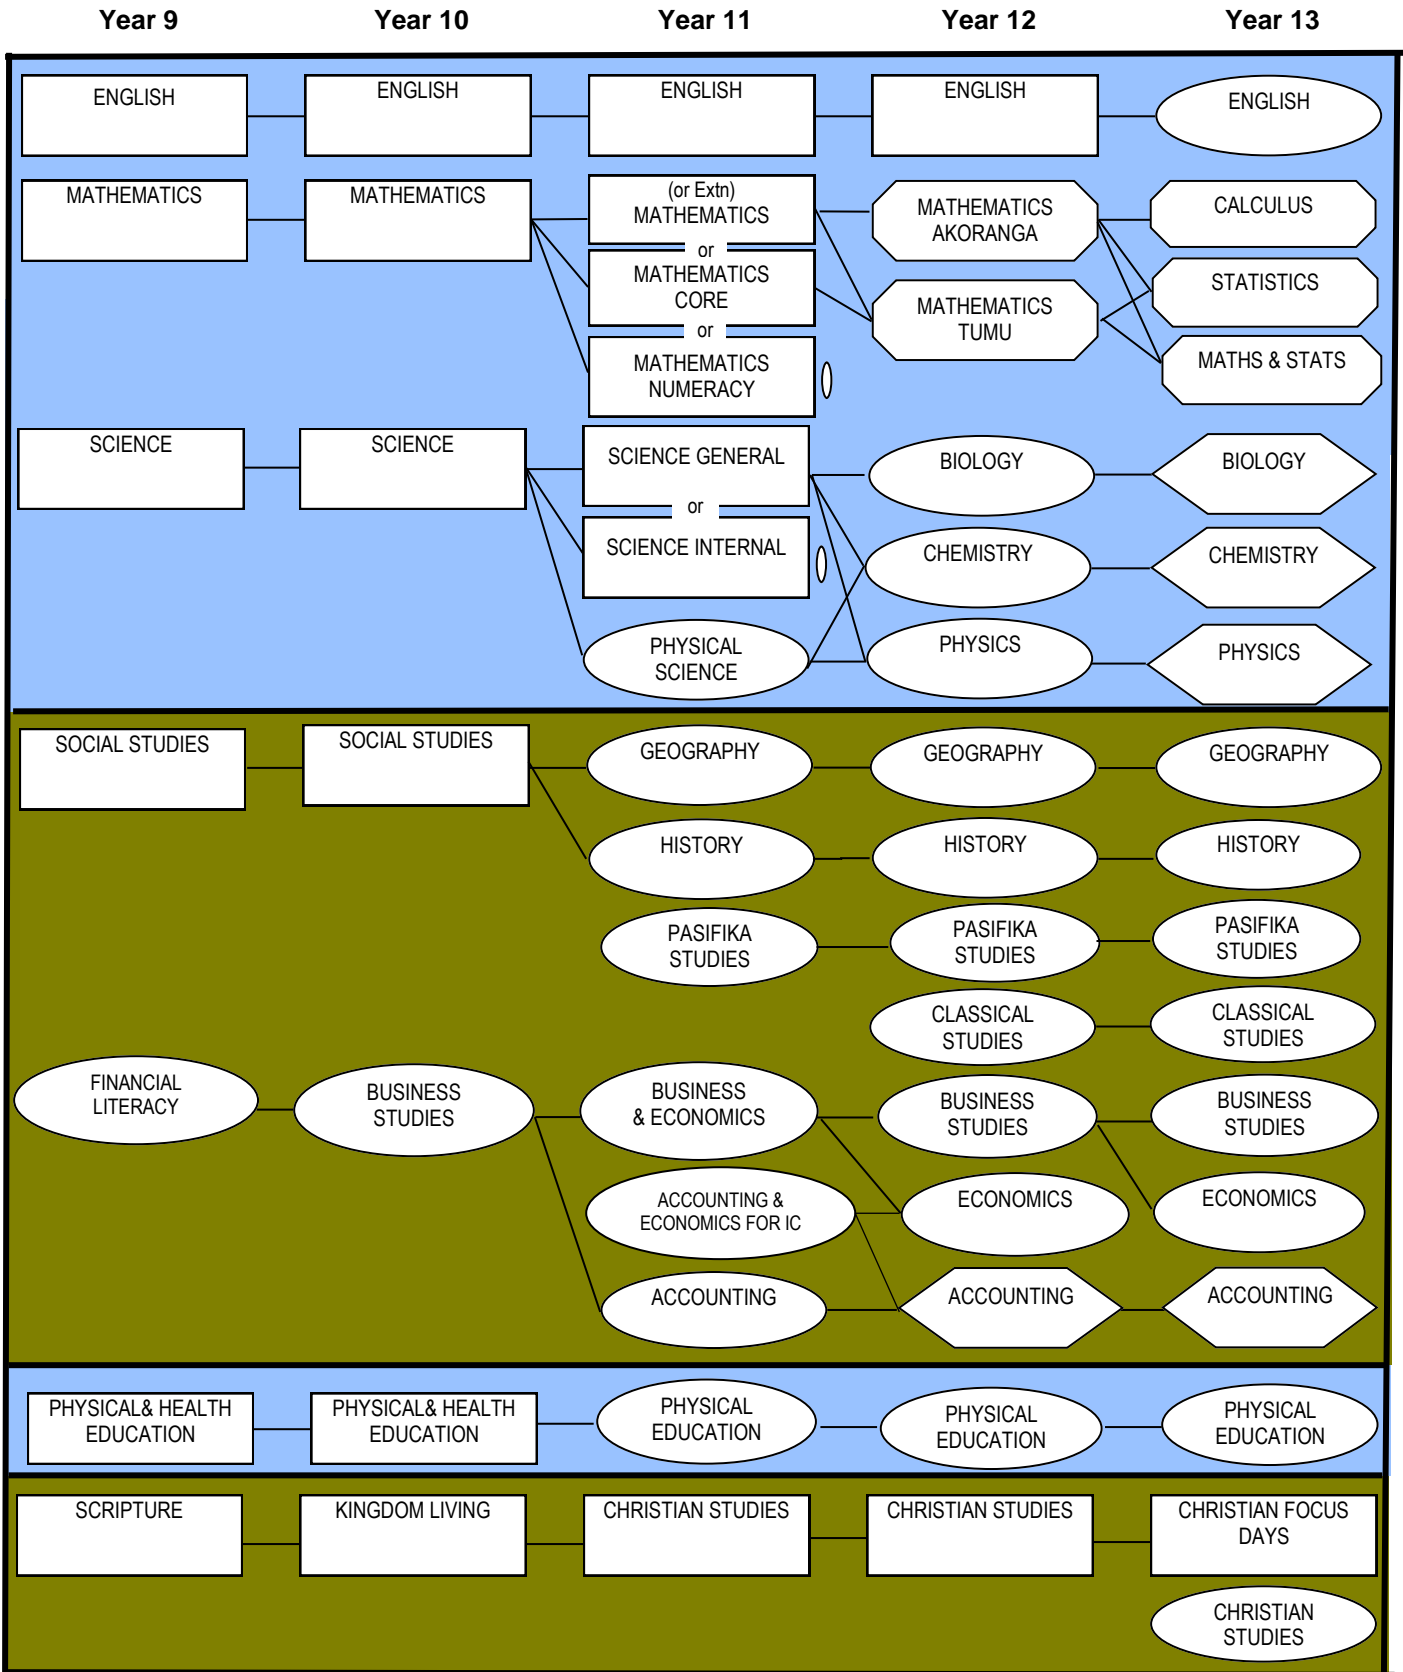 Year 9
Year 10
Year 11
Year 12
Year 13
ENGLISH
ENGLISH
ENGLISH
ENGLISH
ENGLISH
MATHEMATICS
MATHEMATICS
(or Extn)
MATHEMATICS
or
MATHEMATICS
CORE
or
MATHEMATICS
NUMERACY
MATHEMATICS
AKORANGA
MATHEMATICS
TUMU
CALCULUS
STATISTICS
MATHS & STATS
SCIENCE
SCIENCE
SCIENCE GENERAL
or
SCIENCE INTERNAL
PHYSICAL
SCIENCE
BIOLOGY
CHEMISTRY
PHYSICS
BIOLOGY
CHEMISTRY
PHYSICS
SOCIAL STUDIES
SOCIAL STUDIES
GEOGRAPHY
GEOGRAPHY
GEOGRAPHY
HISTORY
HISTORY
HISTORY
PASIFIKA
STUDIES
PASIFIKA
STUDIES
PASIFIKA
STUDIES
CLASSICAL
STUDIES
CLASSICAL
STUDIES
FINANCIAL
LITERACY
BUSINESS
STUDIES
BUSINESS
& ECONOMICS
BUSINESS
STUDIES
BUSINESS
STUDIES
ACCOUNTING &
ECONOMICS FOR IC
ECONOMICS
ECONOMICS
ACCOUNTING
ACCOUNTING
ACCOUNTING
PHYSICAL& HEALTH
EDUCATION
PHYSICAL& HEALTH
EDUCATION
PHYSICAL
EDUCATION
PHYSICAL
EDUCATION
PHYSICAL
EDUCATION
SCRIPTURE
KINGDOM LIVING
CHRISTIAN STUDIES
CHRISTIAN STUDIES
CHRISTIAN FOCUS
DAYS
CHRISTIAN
STUDIES